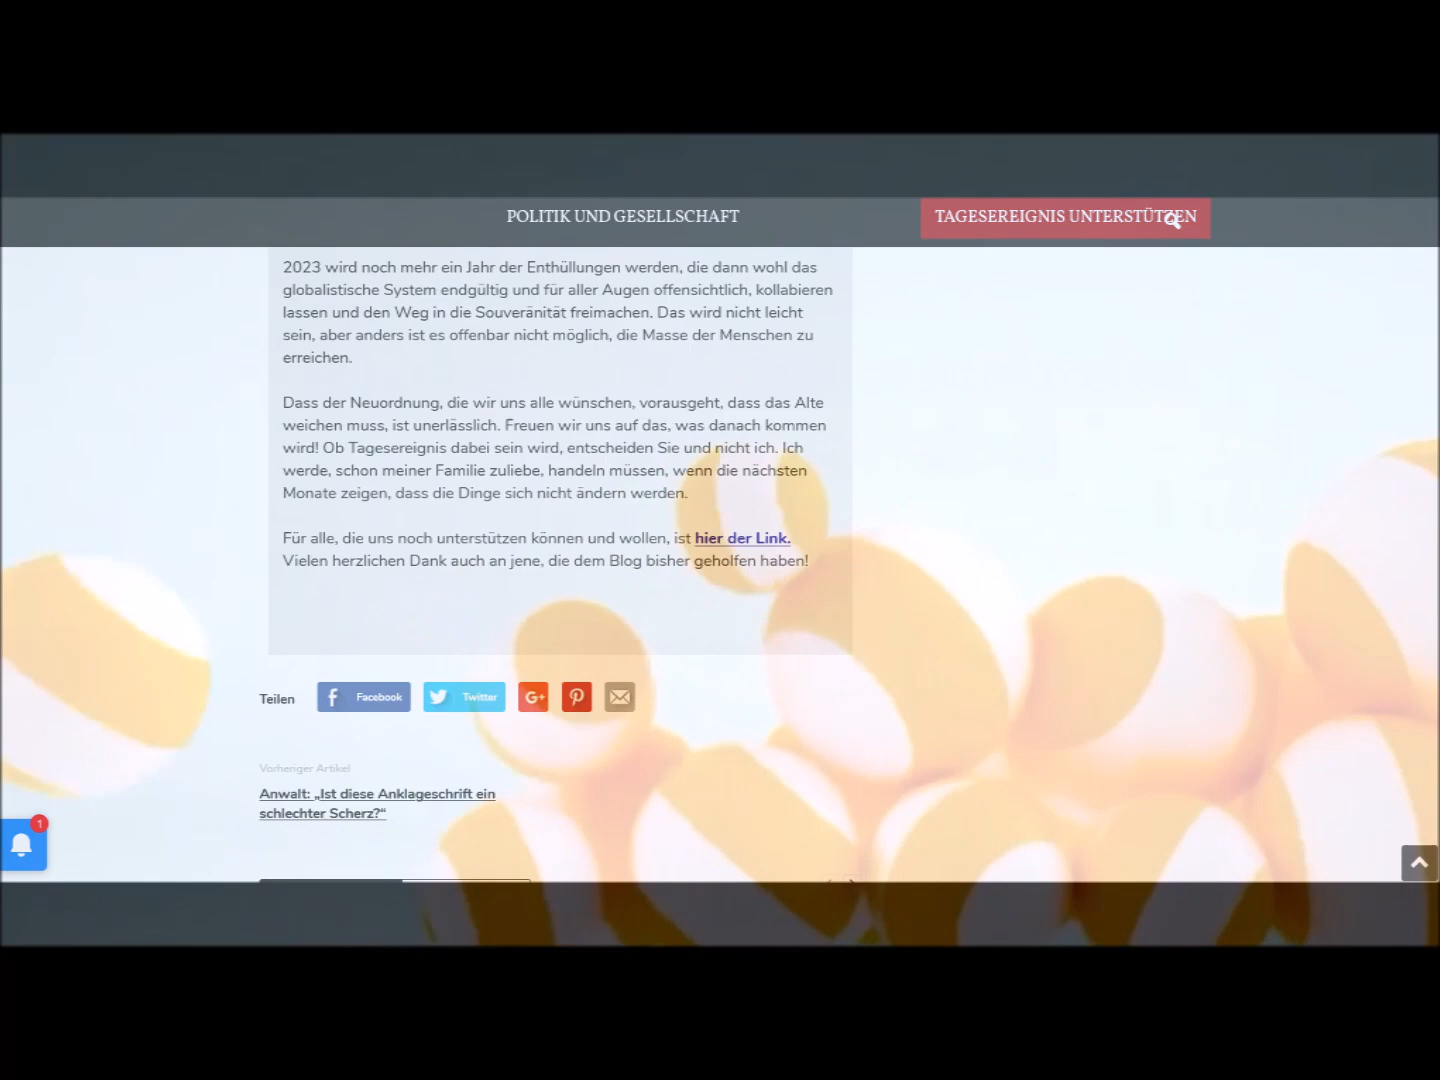 POLITIK UND GESELLSCHAFT
TAGESEREIGNIS UNTERSTÜTZEN
2023 wird noch mehr ein Jahr der Enthüllungen werden, die dann wohl das
globalistische System endgültig und für aller Augen offensichtlich, kollabieren
lassen und den Weg in die Souveränität freimachen. Das wird nicht leicht
sein, aber anders ist es offenbar nicht möglich, die Masse der Menschen zu
erreichen.
Dass der Neuordnung, die wir uns alle wünschen, vorausgeht, dass das Alte
weichen muss, ist unerlässlich. Freuen wir uns auf das, was danach kommen
wird! Ob Tagesereignis dabei sein wird, entscheiden Sie und nicht ich. Ich
werde, schon meiner Familie zuliebe, handeln müssen, wenn die nächsten
Monate zeigen, dass die Dinge sich nicht ändern werden.
Für alle, die uns noch unterstützen können und wollen, ist hier der Link.
Vielen herzlichen Dank auch an jene, die dem Blog bisher geholfen haben!
Teilen
Facebook
Twitter
G+
Vorheriger Artikel
Anwalt: „Ist diese Anklageschrift ein
schlechter Scherz?“
1